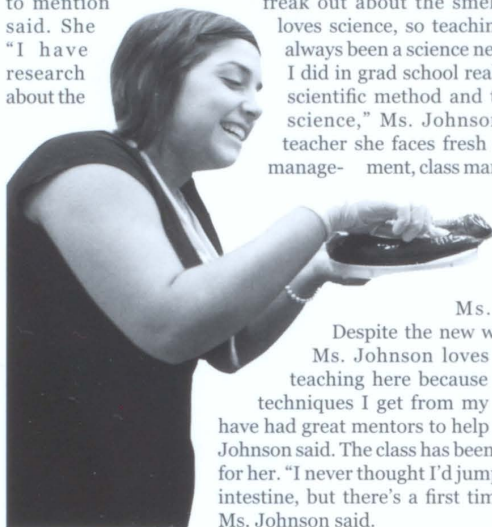 to mention
said. She
“I have
research
about the
freak out about the smel
loves science, so teachin
always been a science ne
I did in grad school rea
scientific method and
science,” Ms. Johnson
teacher she faces fresh
manage- ment, class ma
Ms.
Despite the new w
Ms. Johnson loves
teaching here because
techniques I get from my
have had great mentors to help
Johnson said. The class has been
for her. “I never thought I’d jump
intestine, but there’s a first tim
Ms. Johnson said.